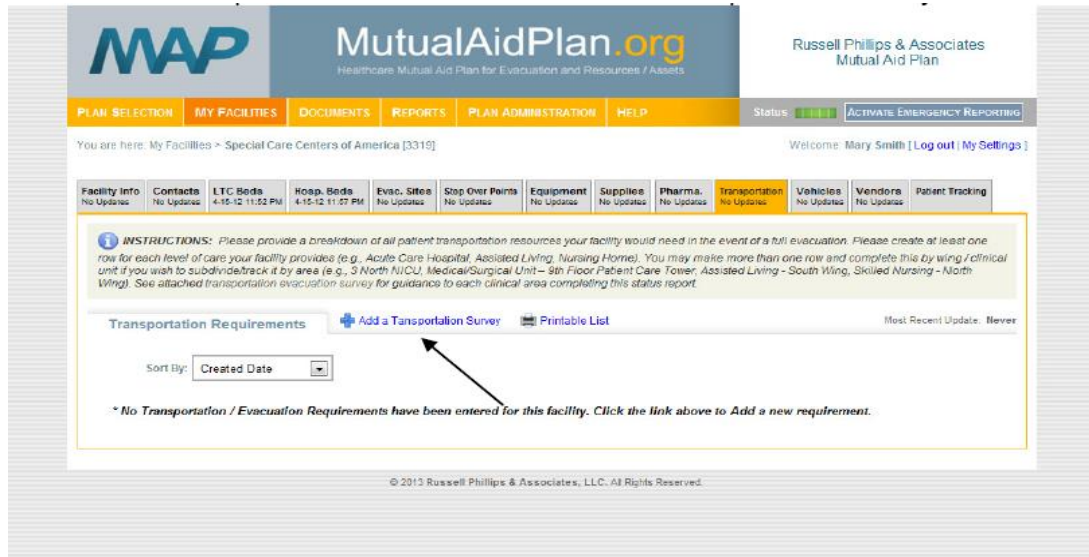 MAP
MutualAidPlan.org
Healthcare Mutual Aid Plan for Evacuation and Resources / Assets
Russell Phillips & Associates
Mutual Aid Plan
PLAN SELECTION MY FACILITIES DOCUMENTS REPORTS PLAN ADMINISTRATION HELP Status ACTIVATE EMERGENCY REPORTING
You are here: My Facilities > Special Care Centers of America [3319] Welcome Mary Smith [ Log out | My Settings ]
Facility Info Contacts LTC Beds Hosp. Beds Evac. Sites Stop Over Points Equipment Supplies Pharma. Transportation Vehicles Vendors Patient Tracking
No Updates No Updates 4-15-12 11:52 PM 4-15-12 11:57 PM No Updates No Updates No Updates No Updates No Updates No Updates No Updates No Updates
INSTRUCTIONS: Please provide a breakdown of all patient transportation resources your facility would need in the event of a full evacuation. Please create at least one
row for each level of care your facility provides (e.g., Acute Care Hospital, Assisted Living, Nursing Home). You may make more than one row and complete this by wing / clinical
unit if you wish to subdivide/track it by area (e.g., 3 North NICU, Medical/Surgical Unit – 9th Floor Patient Care Tower, Assisted Living - South Wing, Skilled Nursing - North
Wing). See attached transportation evacuation survey for guidance to each clinical area completing this status report.
Transportation Requirements Add a Tansportation Survey Printable List Most Recent Update: Never
Sort By: Created Date
* No Transportation / Evacuation Requirements have been entered for this facility. Click the link above to Add a new requirement.
© 2013 Russell Phillips & Associates, LLC. All Rights Reserved.